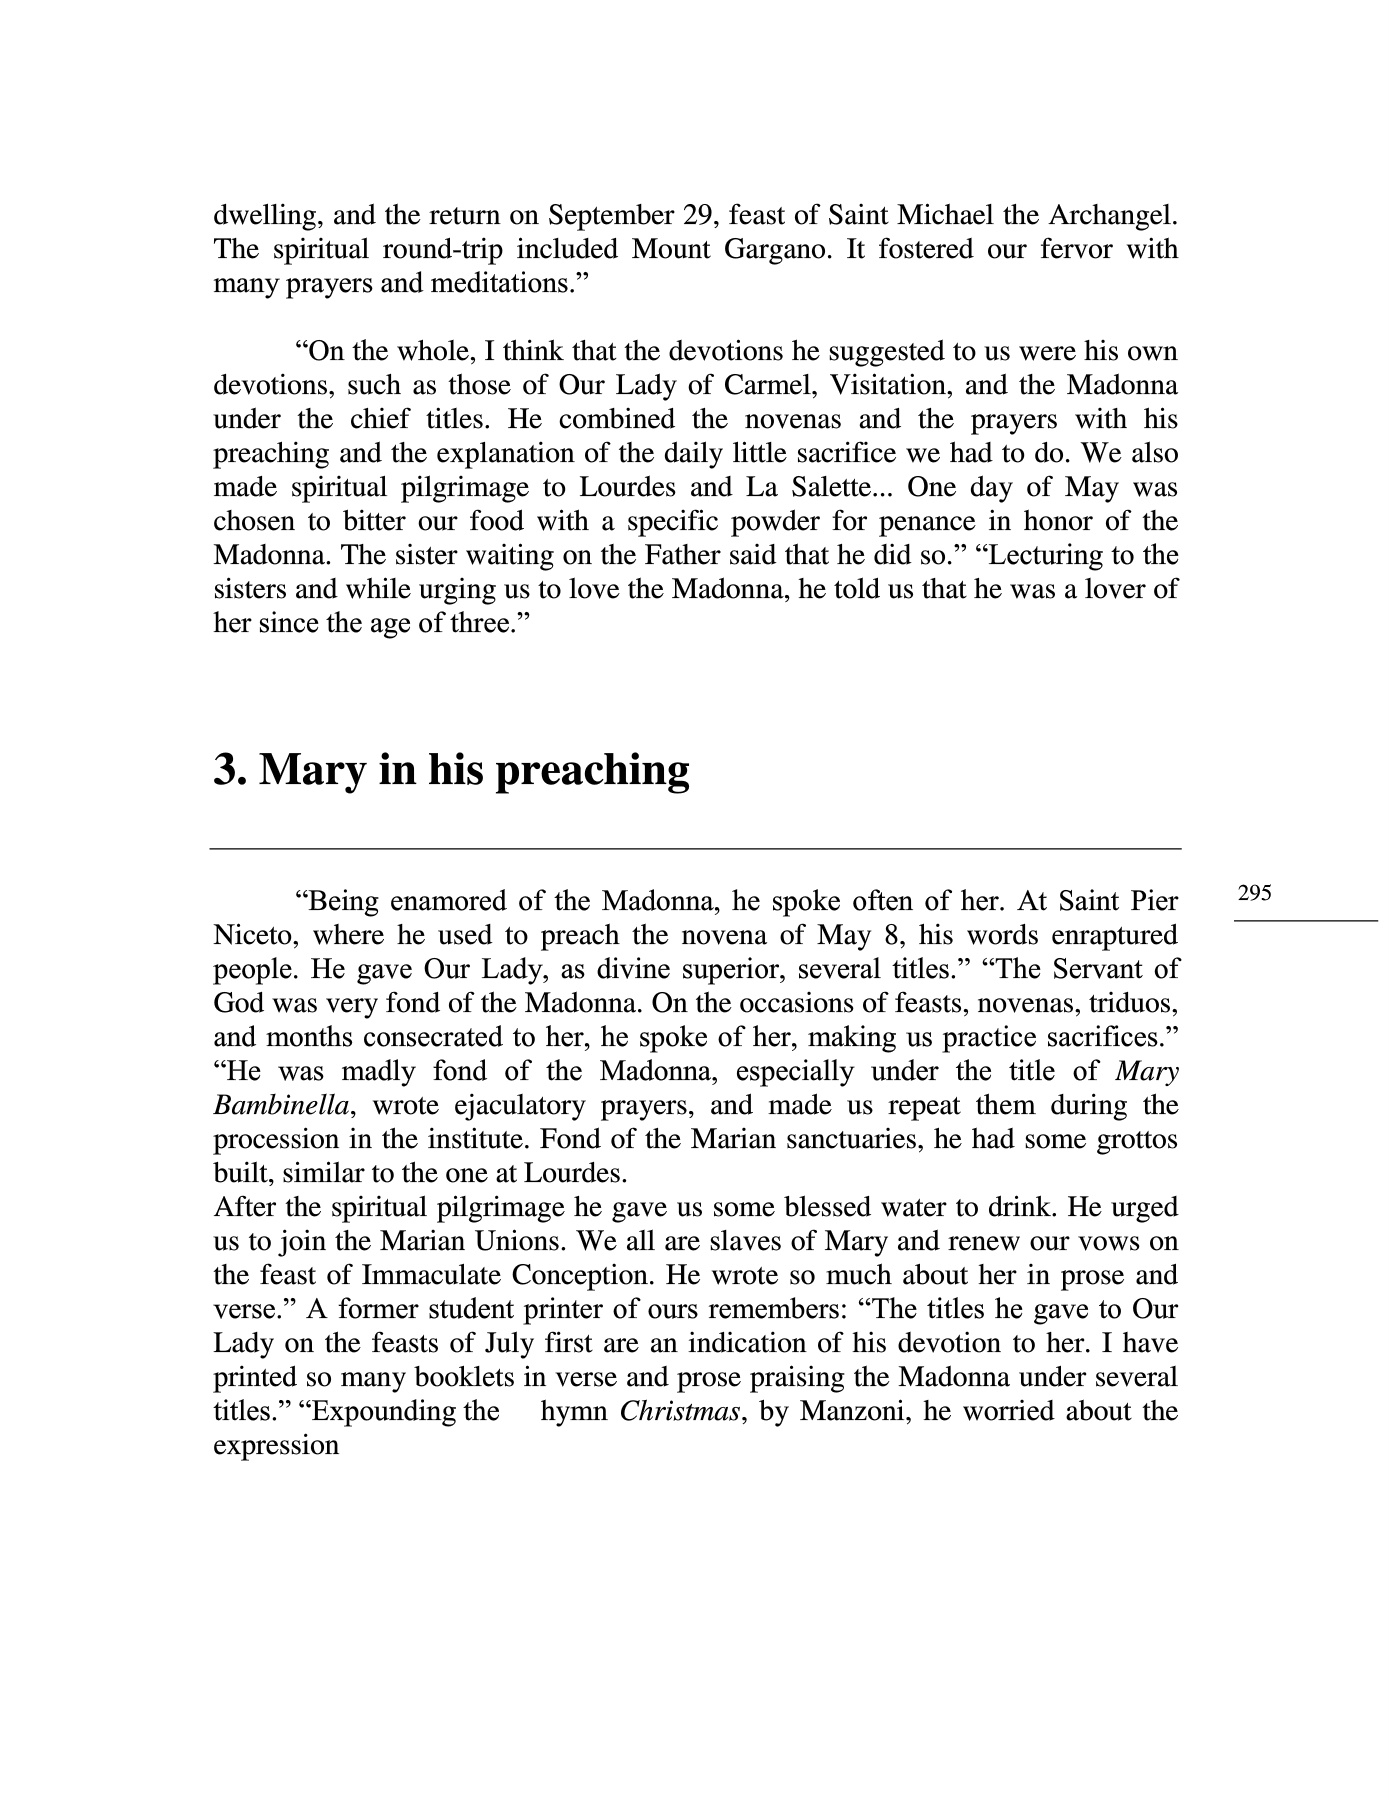 dwelling, and the return on September 29, feast of Saint Michael the Archangel.
The spiritual round-trip included Mount Gargano. It fostered our fervor with
many prayers and meditations.”
“On the whole, I think that the devotions he suggested to us were his own
devotions, such as those of Our Lady of Carmel, Visitation, and the Madonna
under the chief titles. He combined the novenas and the prayers with his
preaching and the explanation of the daily little sacrifice we had to do. We also
made spiritual pilgrimage to Lourdes and La Salette... One day of May was
chosen to bitter our food with a specific powder for penance in honor of the
Madonna. The sister waiting on the Father said that he did so.” “Lecturing to the
sisters and while urging us to love the Madonna, he told us that he was a lover of
her since the age of three.”
3. Mary in his preaching
“Being enamored of the Madonna, he spoke often of her. At Saint Pier
Niceto, where he used to preach the novena of May 8, his words enraptured
people. He gave Our Lady, as divine superior, several titles.” “The Servant of
God was very fond of the Madonna. On the occasions of feasts, novenas, triduos,
and months consecrated to her, he spoke of her, making us practice sacrifices.”
“He was madly fond of the Madonna, especially under the title of Mary
Bambinella, wrote ejaculatory prayers, and made us repeat them during the
procession in the institute. Fond of the Marian sanctuaries, he had some grottos
built, similar to the one at Lourdes.
After the spiritual pilgrimage he gave us some blessed water to drink. He urged
us to join the Marian Unions. We all are slaves of Mary and renew our vows on
the feast of Immaculate Conception. He wrote so much about her in prose and
verse.” A former student printer of ours remembers: “The titles he gave to Our
Lady on the feasts of July first are an indication of his devotion to her. I have
printed so many booklets in verse and prose praising the Madonna under several
titles.” “Expounding the hymn Christmas, by Manzoni, he worried about the
expression
295